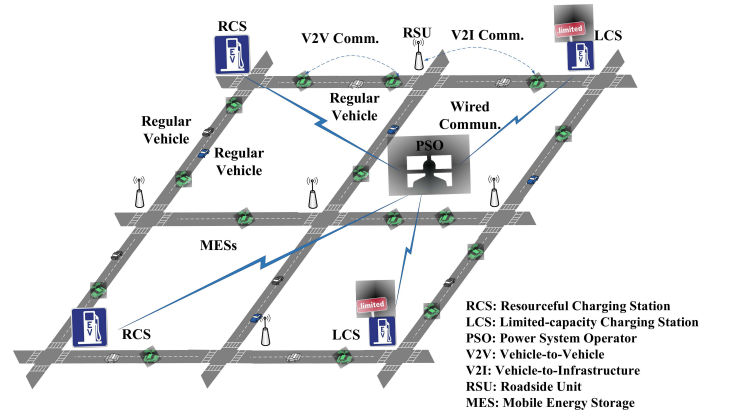 RCS
V2V Comm.
RSU
V2I Comm.
limited
LCS
Regular
Vehicle
Wired
Commun.
Regular
Vehicle
Regular
Vehicle
PSO
MESs
EV
RCS
limited
LCS
EV
EV
EV
RCS: Resourceful Charging Station
LCS: Limited-capacity Charging Station
PSO: Power System Operator
V2V: Vehicle-to-Vehicle
V2I: Vehicle-to-Infrastructure
RSU: Roadside Unit
MES: Mobile Energy Storage